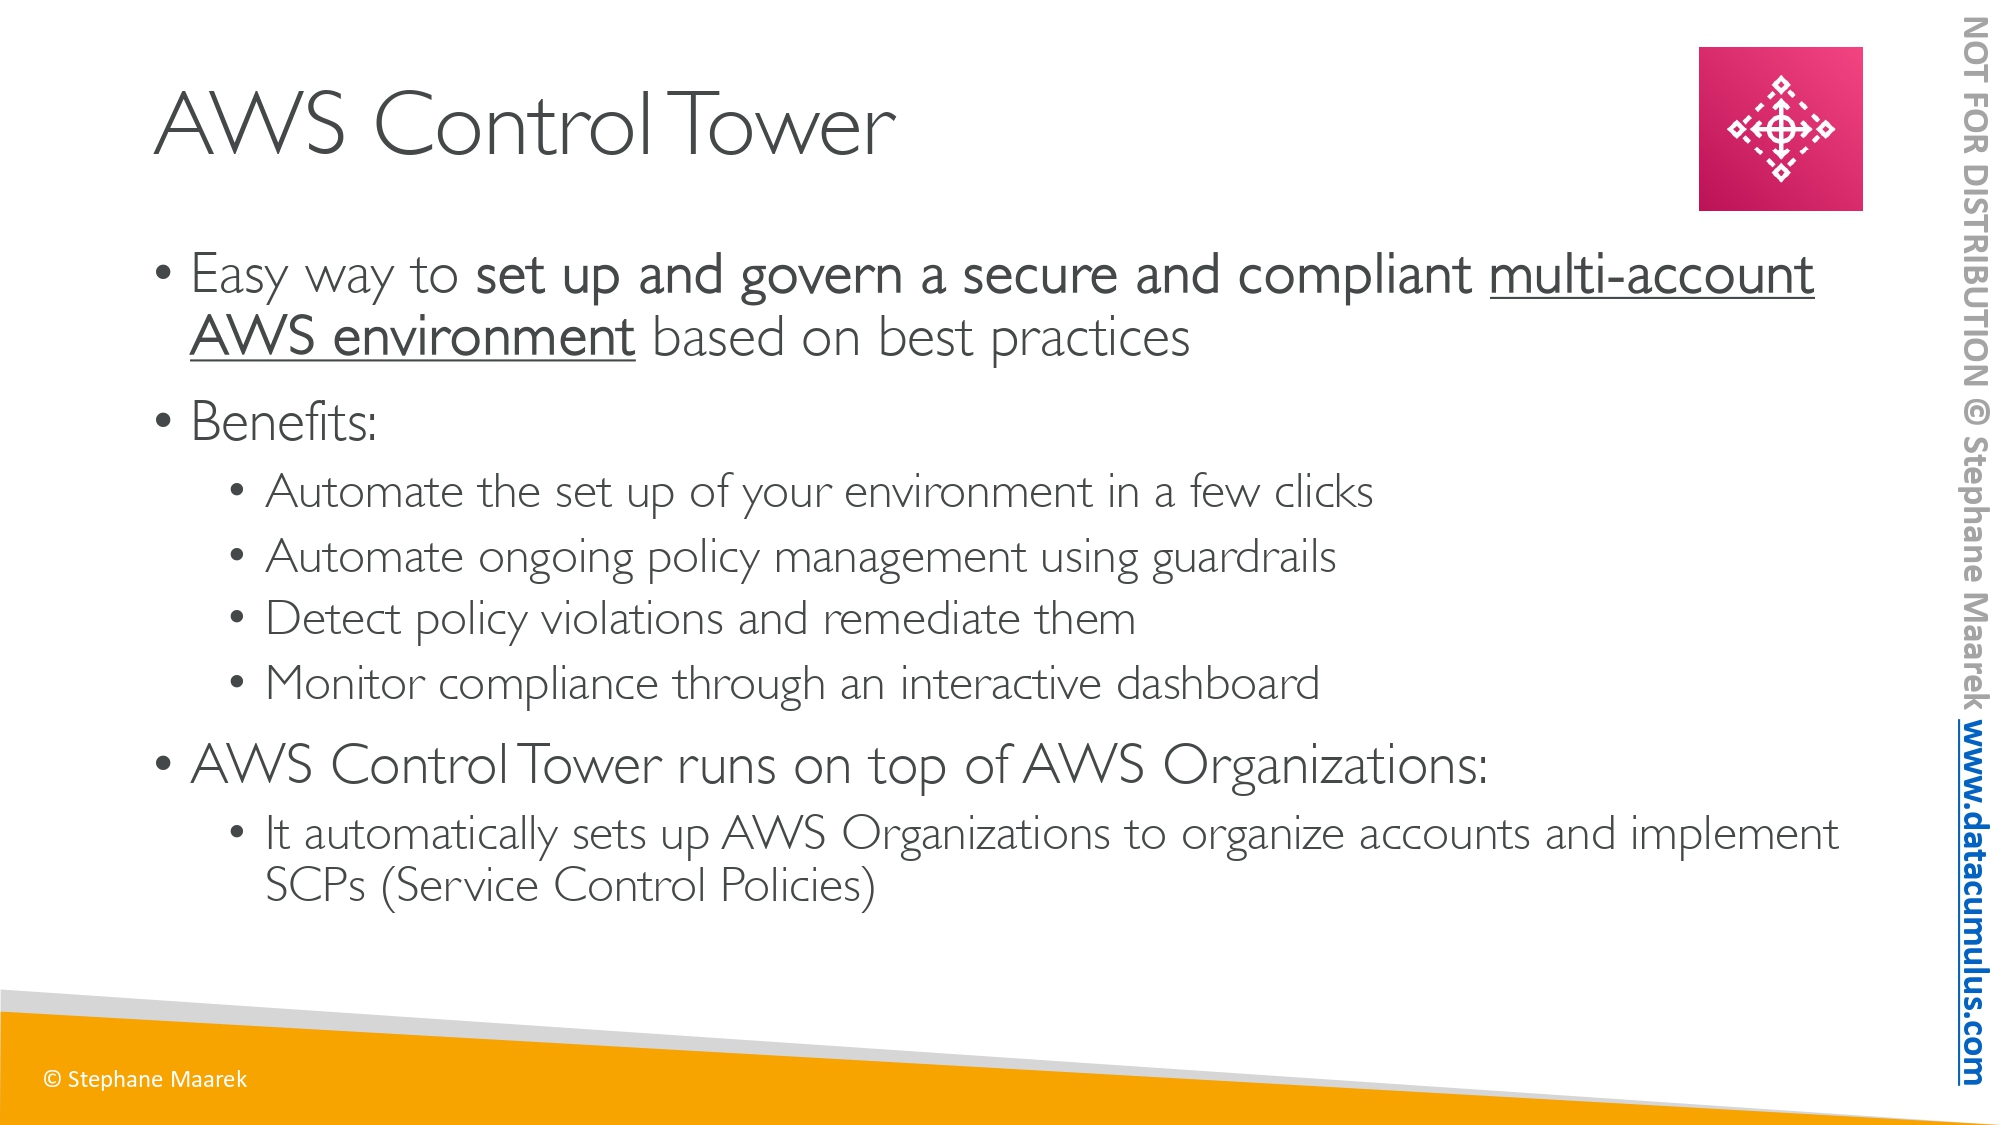 AWS Control Tower
• Easy way to set up and govern a secure and compliant multi-account
AWS environment based on best practices
• Benefits:
• Automate the set up of your environment in a few clicks
• Automate ongoing policy management using guardrails
• Detect policy violations and remediate them
• Monitor compliance through an interactive dashboard
• AWS Control Tower runs on top of AWS Organizations:
• It automatically sets up AWS Organizations to organize accounts and implement
SCPs (Service Control Policies)
© Stephane Maarek
NOT FOR DISTRIBUTION © Stephane Maarek www.datacumulus.com